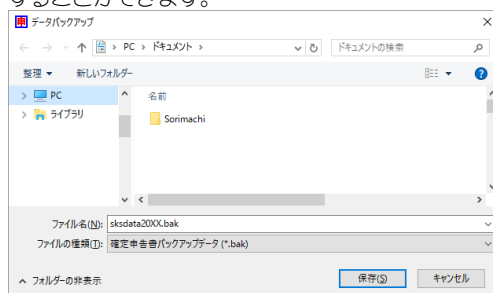 することができます。
データバックアップ
PC > ドキュメント >
ドキュメントの検索
整理 ▼ 新しいフォルダー
PC
ライブラリ
名前
Sorimachi
ファイル名(N): sksdata20XX.bak
ファイルの種類(T): 確定申告書バックアップデータ (*.bak)
フォルダーの非表示
保存(S) キャンセル